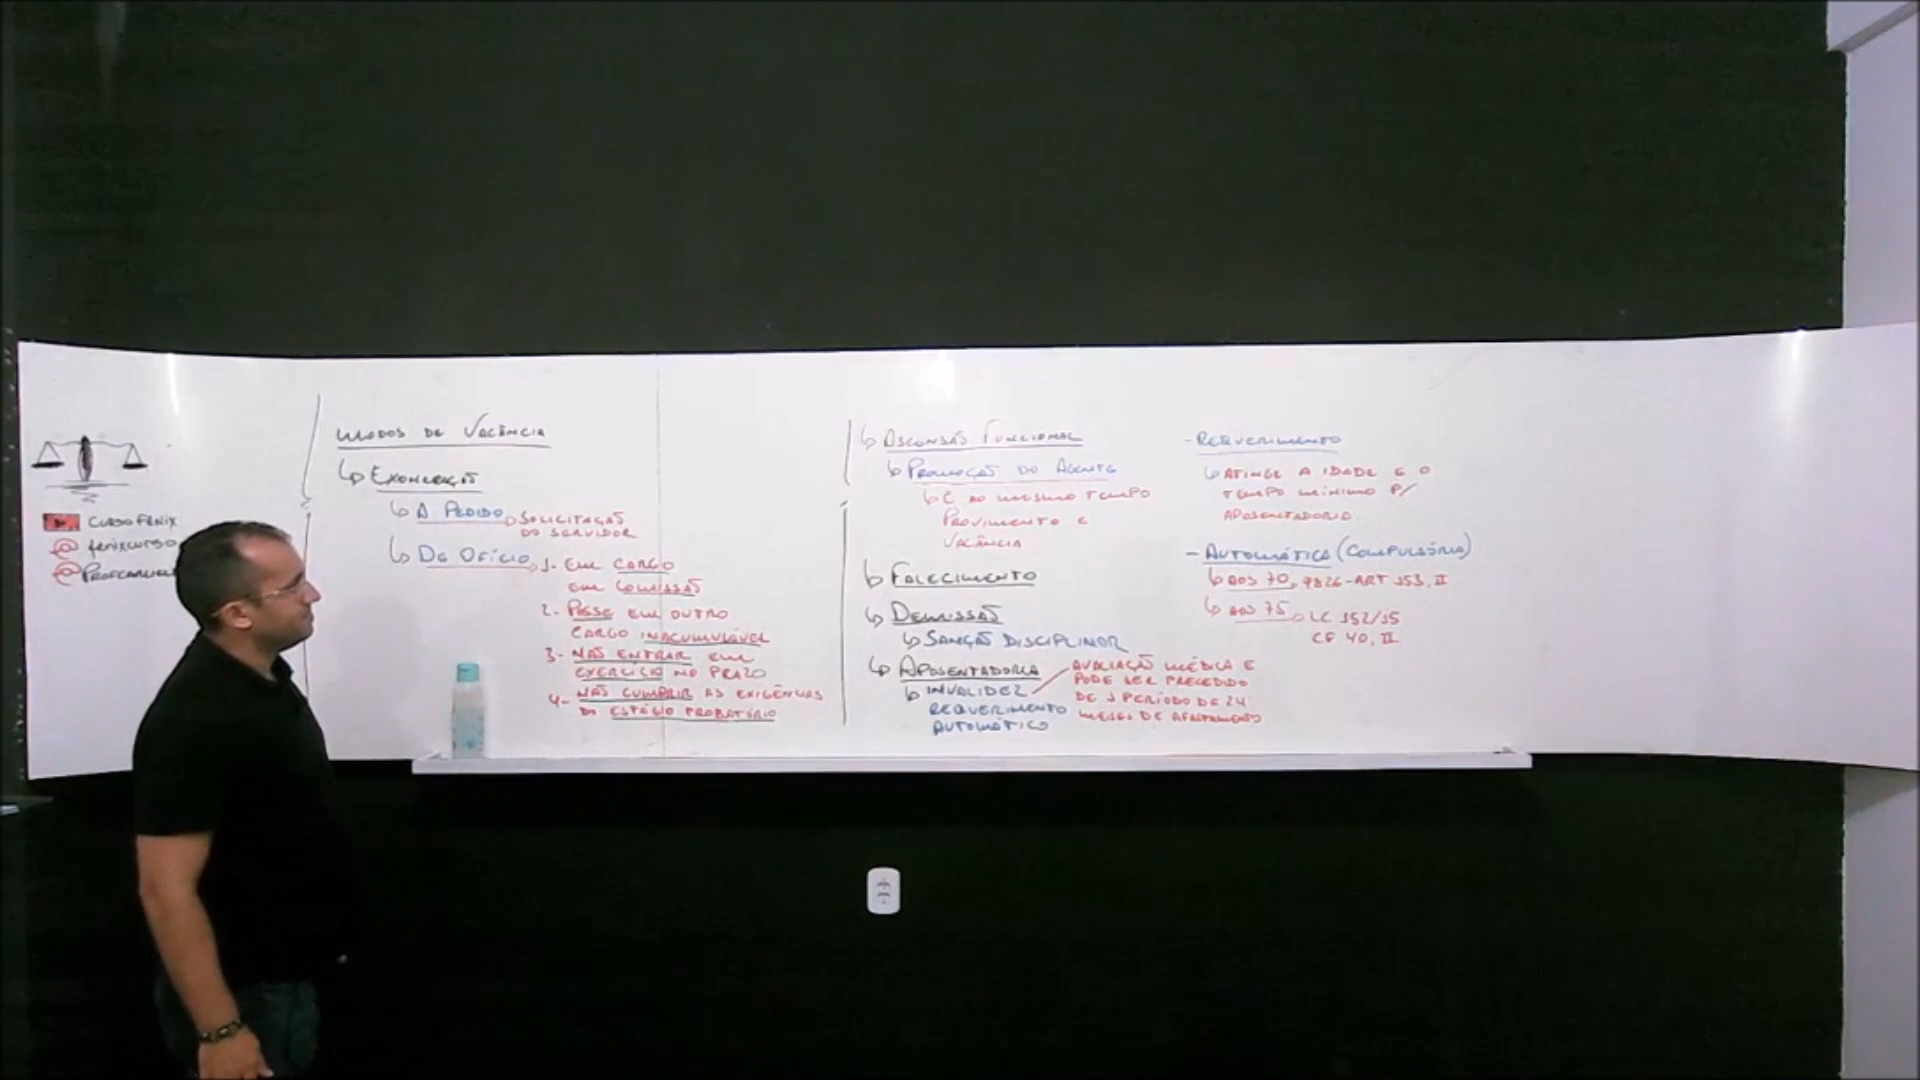 CURSO FÊNIX
@ fenixcurso
MODOS DE VACÂNCIA
↳ EXONERAÇÃO
↳ A PEDIDO → SOLICITAÇÃO
DO SERVIDOR
↳ DE OFÍCIO → 1- EM CARGO
EM COMISSÃO
2- POSSE EM OUTRO
CARGO INACUMULÁVEL
3- NÃO ENTRAR EM
EXERCÍCIO NO PRAZO
4- NÃO CUMPRIR AS EXIGÊNCIAS
DO ESTÁGIO PROBATÓRIO
↳ ASCENSÃO FUNCIONAL
↳ PROMOÇÃO DO AGENTE
↳ É AO MESMO TEMPO
PROVIMENTO E
VACÂNCIA
↳ FALECIMENTO
↳ DEMISSÃO
↳ SANÇÃO DISCIPLINAR
↳ APOSENTADORIA
↳ INVALIDEZ
REQUERIMENTO
AUTOMÁTICO
AVALIAÇÃO MÉDICA E
PODE SER PRECEDIDO
DE 1 PERÍODO DE 24
MESES DE AFASTAMENTO
- REQUERIMENTO
↳ ATINGE A IDADE E O
TEMPO MÍNIMO P/
APOSENTADORIA.
- AUTOMÁTICA (COMPULSÓRIA)
↳ AOS 70, 9826-ART 153, II
↳ AOS 75 → LC 152/15
CF 40, II